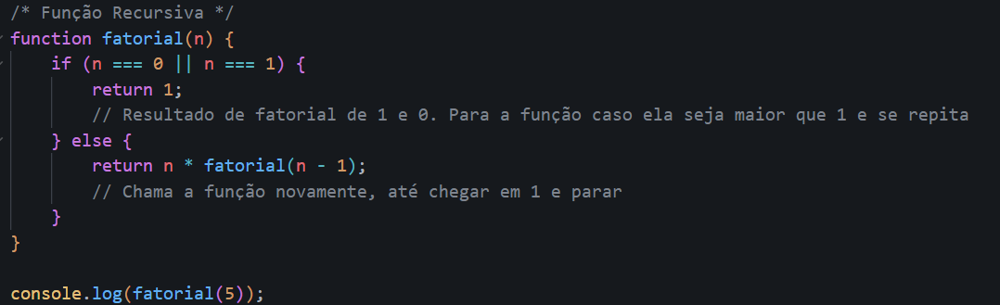 /* Função Recursiva */
function fatorial(n) {
    if (n === 0 || n === 1) {
        return 1;
        // Resultado de fatorial de 1 e 0. Para a função caso ela seja maior que 1 e se repita
    } else {
        return n * fatorial(n - 1);
        // Chama a função novamente, até chegar em 1 e parar
    }
}

console.log(fatorial(5));